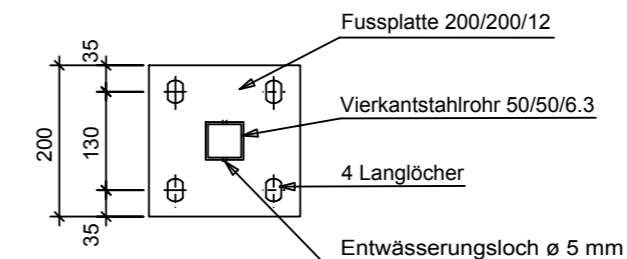 Fussplatte 200/200/12
35
Vierkantstahlrohr 50/50/6.3
200
130
4 Langlöcher
35
Entwässerungsloch ø 5 mm